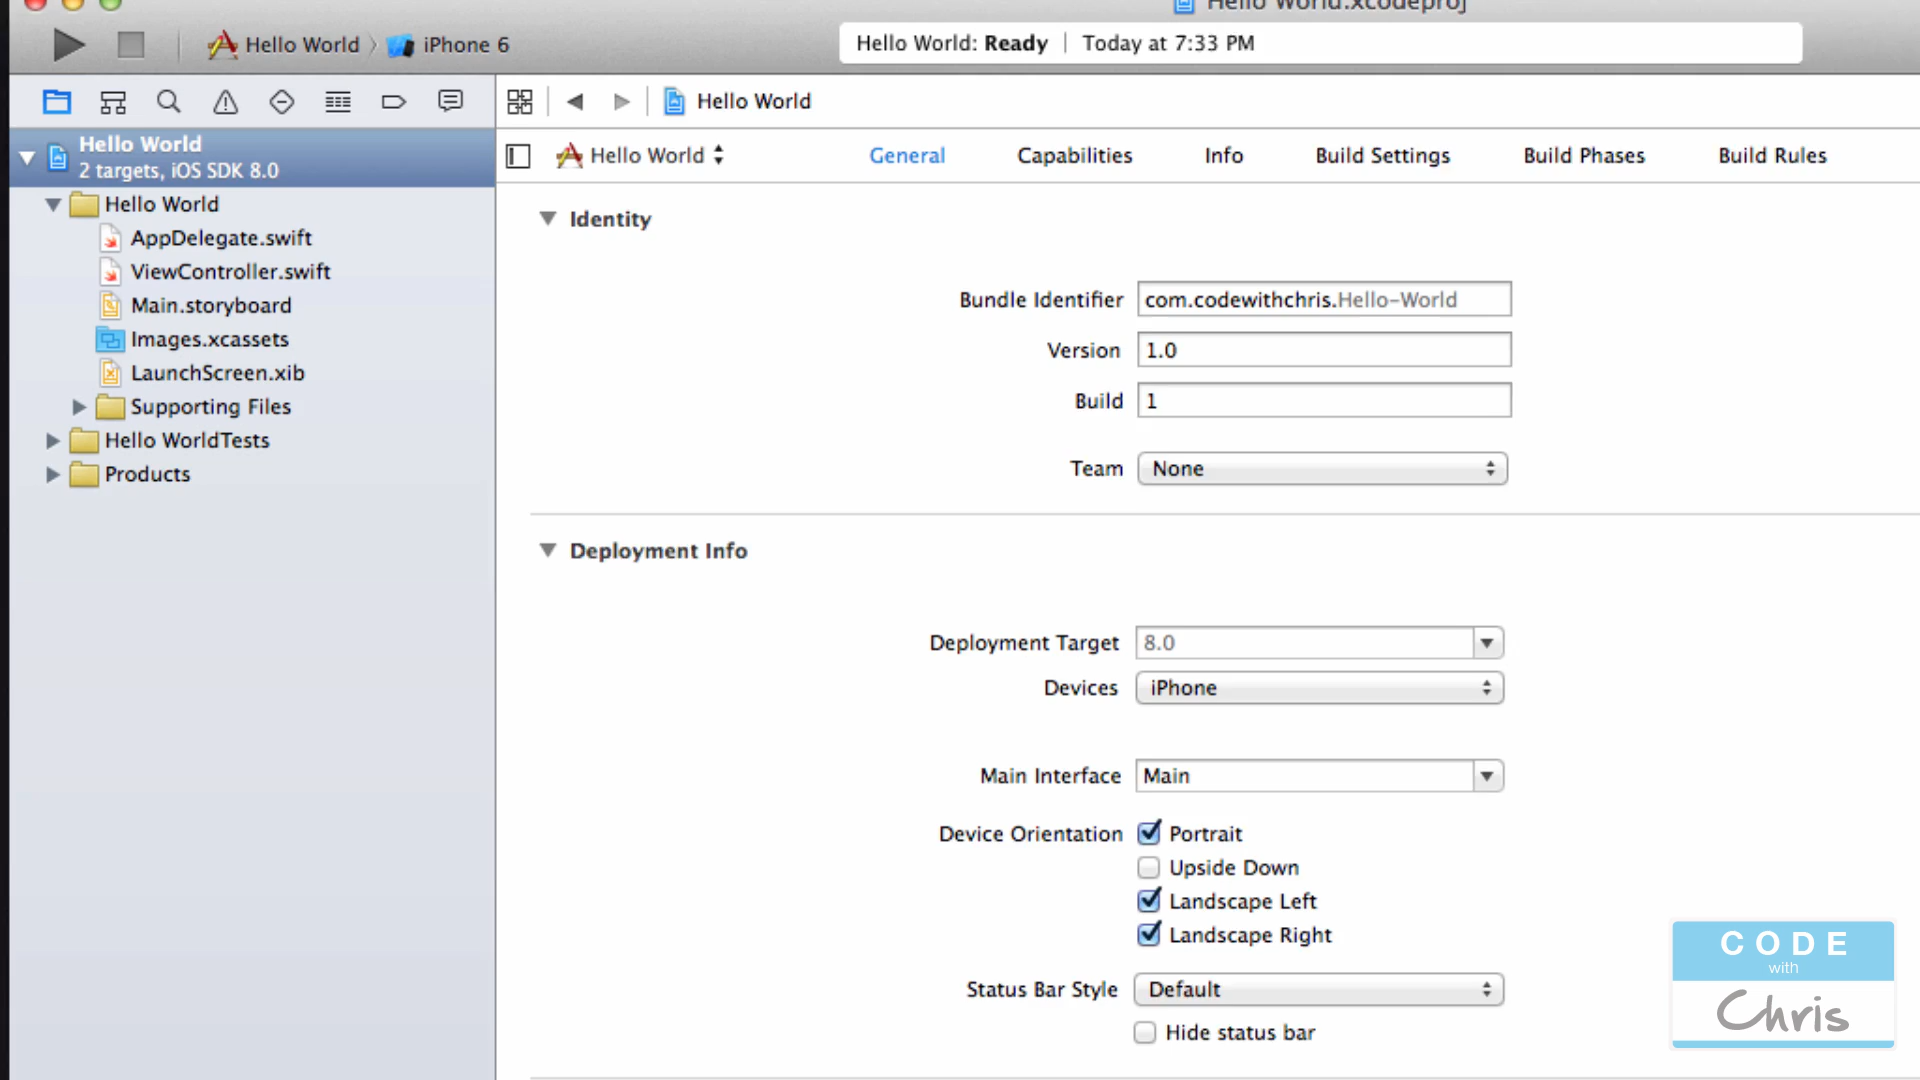 Hello World.xcodeproj
Hello World iPhone 6
Hello World: Ready Today at 7:33 PM
Hello World
Hello World
2 targets, iOS SDK 8.0
Hello World
AppDelegate.swift
ViewController.swift
Main.storyboard
Images.xcassets
LaunchScreen.xib
Supporting Files
Hello WorldTests
Products
Hello World General Capabilities Info Build Settings Build Phases Build Rules
Identity
Bundle Identifier com.codewithchris.Hello-World
Version 1.0
Build 1
Team None
Deployment Info
Deployment Target 8.0
Devices iPhone
Main Interface Main
Device Orientation Portrait
Upside Down
Landscape Left
Landscape Right
Status Bar Style Default
Hide status bar
CODE
with
Chris